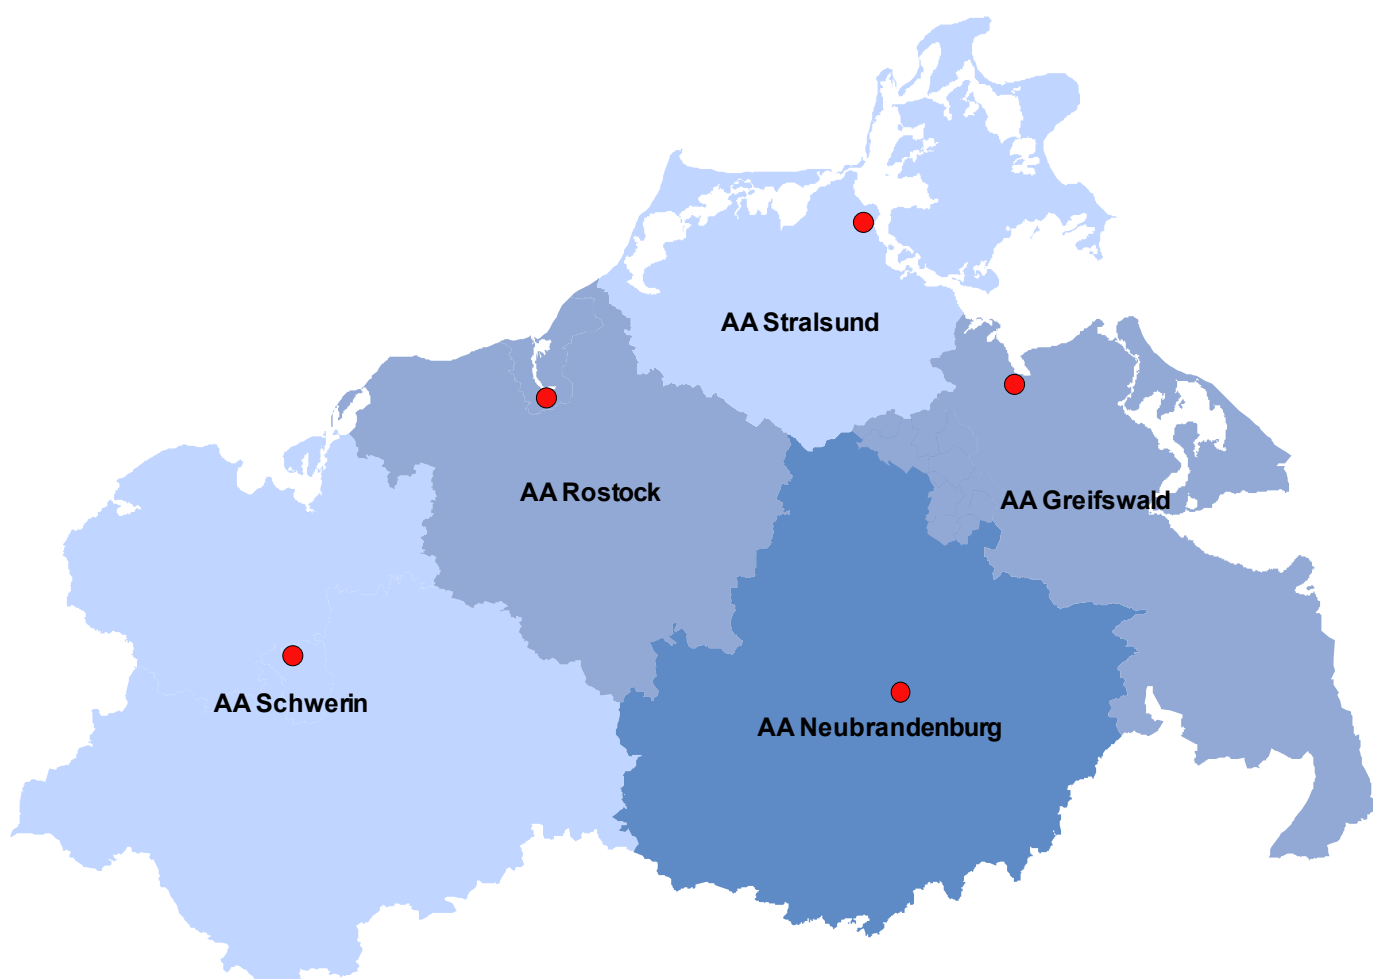 AA Stralsund
AA Rostock
AA Greifswald
AA Schwerin
AA Neubrandenburg